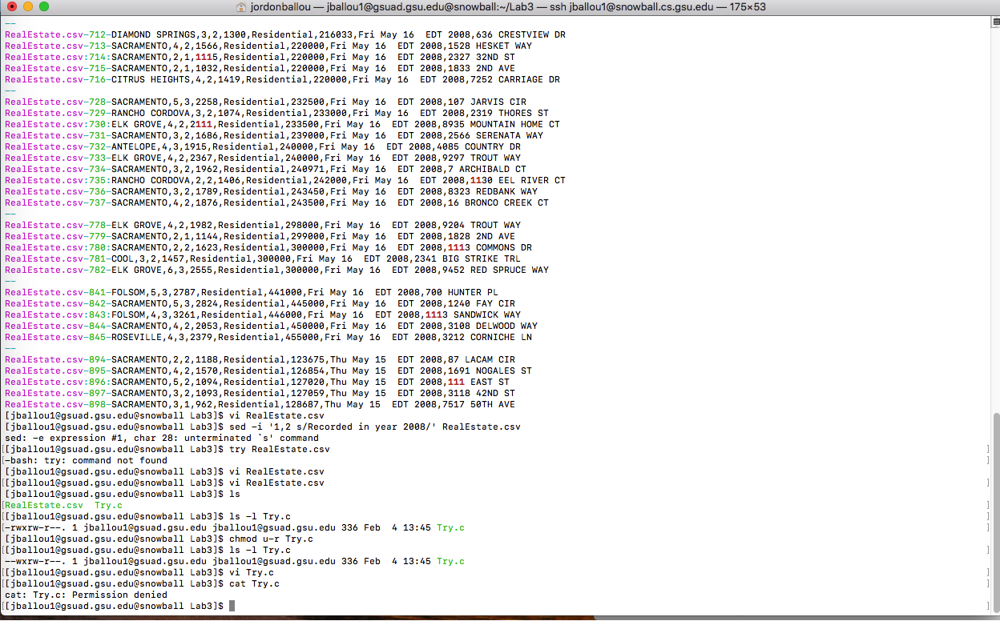 jordonballou — jballou1@gsuad.gsu.edu@snowball:~/Lab3 — ssh jballou1@snowball.cs.gsu.edu — 175×53
--
RealEstate.csv-712-DIAMOND SPRINGS,3,2,1300,Residential,216033,Fri May 16  EDT 2008,636 CRESTVIEW DR
RealEstate.csv-713-SACRAMENTO,4,2,1566,Residential,220000,Fri May 16  EDT 2008,1528 HESKET WAY
RealEstate.csv:714:SACRAMENTO,2,1,1115,Residential,220000,Fri May 16  EDT 2008,2327 32ND ST
RealEstate.csv-715-SACRAMENTO,2,1,1032,Residential,220000,Fri May 16  EDT 2008,1833 2ND AVE
RealEstate.csv-716-CITRUS HEIGHTS,4,2,1419,Residential,220000,Fri May 16  EDT 2008,7252 CARRIAGE DR
--
RealEstate.csv-728-SACRAMENTO,5,3,2258,Residential,232500,Fri May 16  EDT 2008,107 JARVIS CIR
RealEstate.csv-729-RANCHO CORDOVA,3,2,1074,Residential,233000,Fri May 16  EDT 2008,2319 THORES ST
RealEstate.csv:730:ELK GROVE,4,2,2111,Residential,233500,Fri May 16  EDT 2008,8935 MOUNTAIN HOME CT
RealEstate.csv-731-SACRAMENTO,3,2,1686,Residential,239000,Fri May 16  EDT 2008,2566 SERENATA WAY
RealEstate.csv-732-ANTELOPE,4,3,1915,Residential,240000,Fri May 16  EDT 2008,4085 COUNTRY DR
RealEstate.csv-733-ELK GROVE,4,2,2367,Residential,240000,Fri May 16  EDT 2008,9297 TROUT WAY
RealEstate.csv-734-SACRAMENTO,3,2,1962,Residential,240971,Fri May 16  EDT 2008,7 ARCHIBALD CT
RealEstate.csv:735:RANCHO CORDOVA,2,2,1406,Residential,242000,Fri May 16  EDT 2008,1130 EEL RIVER CT
RealEstate.csv-736-SACRAMENTO,3,2,1789,Residential,243450,Fri May 16  EDT 2008,8323 REDBANK WAY
RealEstate.csv-737-SACRAMENTO,4,2,1876,Residential,243500,Fri May 16  EDT 2008,16 BRONCO CREEK CT
--
RealEstate.csv-778-ELK GROVE,4,2,1982,Residential,298000,Fri May 16  EDT 2008,9204 TROUT WAY
RealEstate.csv-779-SACRAMENTO,2,1,1144,Residential,299000,Fri May 16  EDT 2008,1828 2ND AVE
RealEstate.csv:780:SACRAMENTO,2,2,1623,Residential,300000,Fri May 16  EDT 2008,1113 COMMONS DR
RealEstate.csv-781-COOL,3,2,1457,Residential,300000,Fri May 16  EDT 2008,2341 BIG STRIKE TRL
RealEstate.csv-782-ELK GROVE,6,3,2555,Residential,300000,Fri May 16  EDT 2008,9452 RED SPRUCE WAY
--
RealEstate.csv-841-FOLSOM,5,3,2787,Residential,441000,Fri May 16  EDT 2008,700 HUNTER PL
RealEstate.csv-842-SACRAMENTO,5,3,2824,Residential,445000,Fri May 16  EDT 2008,1240 FAY CIR
RealEstate.csv:843:FOLSOM,4,3,3261,Residential,446000,Fri May 16  EDT 2008,1113 SANDWICK WAY
RealEstate.csv-844-SACRAMENTO,4,2,2053,Residential,450000,Fri May 16  EDT 2008,3108 DELWOOD WAY
RealEstate.csv-845-ROSEVILLE,4,3,2379,Residential,455000,Fri May 16  EDT 2008,3212 CORNICHE LN
--
RealEstate.csv-894-SACRAMENTO,2,2,1188,Residential,123675,Thu May 15  EDT 2008,87 LACAM CIR
RealEstate.csv-895-SACRAMENTO,4,2,1570,Residential,126854,Thu May 15  EDT 2008,1691 NOGALES ST
RealEstate.csv:896:SACRAMENTO,5,2,1094,Residential,127020,Thu May 15  EDT 2008,111 EAST ST
RealEstate.csv-897-SACRAMENTO,3,2,1093,Residential,127059,Thu May 15  EDT 2008,3118 42ND ST
RealEstate.csv-898-SACRAMENTO,3,1,962,Residential,128687,Thu May 15  EDT 2008,7517 50TH AVE
[jballou1@gsuad.gsu.edu@snowball Lab3]$ vi RealEstate.csv
[jballou1@gsuad.gsu.edu@snowball Lab3]$ sed -i '1,2 s/Recorded in year 2008/' RealEstate.csv
sed: -e expression #1, char 28: unterminated `s' command
[[jballou1@gsuad.gsu.edu@snowball Lab3]$ try RealEstate.csv ]
[-bash: try: command not found ]
[jballou1@gsuad.gsu.edu@snowball Lab3]$ vi RealEstate.csv
[[jballou1@gsuad.gsu.edu@snowball Lab3]$ vi RealEstate.csv ]
[jballou1@gsuad.gsu.edu@snowball Lab3]$ ls
[RealEstate.csv  Try.c ]
[[jballou1@gsuad.gsu.edu@snowball Lab3]$ ls -l Try.c ]
[-rwxrw-r--. 1 jballou1@gsuad.gsu.edu jballou1@gsuad.gsu.edu 336 Feb  4 13:45 Try.c ]
[jballou1@gsuad.gsu.edu@snowball Lab3]$ chmod u-r Try.c
[[jballou1@gsuad.gsu.edu@snowball Lab3]$ ls -l Try.c ]
--wxrw-r--. 1 jballou1@gsuad.gsu.edu jballou1@gsuad.gsu.edu 336 Feb  4 13:45 Try.c
[[jballou1@gsuad.gsu.edu@snowball Lab3]$ vi Try.c ]
[[jballou1@gsuad.gsu.edu@snowball Lab3]$ cat Try.c ]
cat: Try.c: Permission denied
[[jballou1@gsuad.gsu.edu@snowball Lab3]$ ]